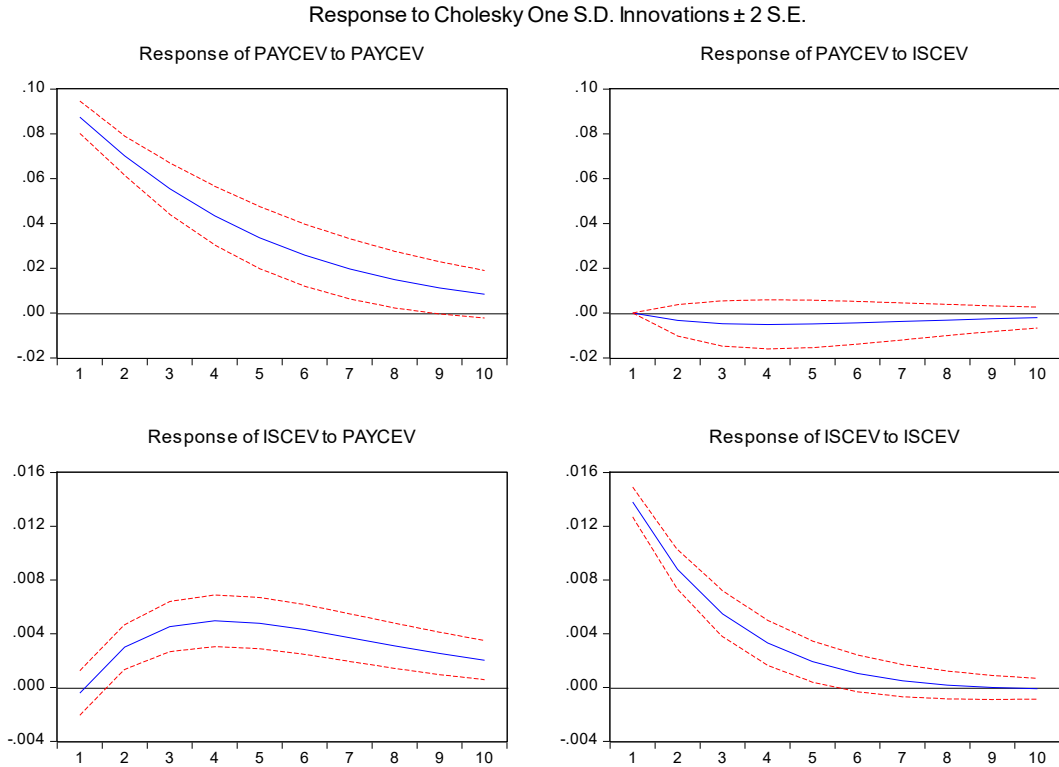 Response to Cholesky One S.D. Innovations ± 2 S.E.
Response of PAYCEV to PAYCEV
.10
.08
.06
.04
.02
.00
-.02
1 2 3 4 5 6 7 8 9 10
Response of PAYCEV to ISCEV
.10
.08
.06
.04
.02
.00
-.02
1 2 3 4 5 6 7 8 9 10
Response of ISCEV to PAYCEV
.016
.012
.008
.004
.000
-.004
1 2 3 4 5 6 7 8 9 10
Response of ISCEV to ISCEV
.016
.012
.008
.004
.000
-.004
1 2 3 4 5 6 7 8 9 10